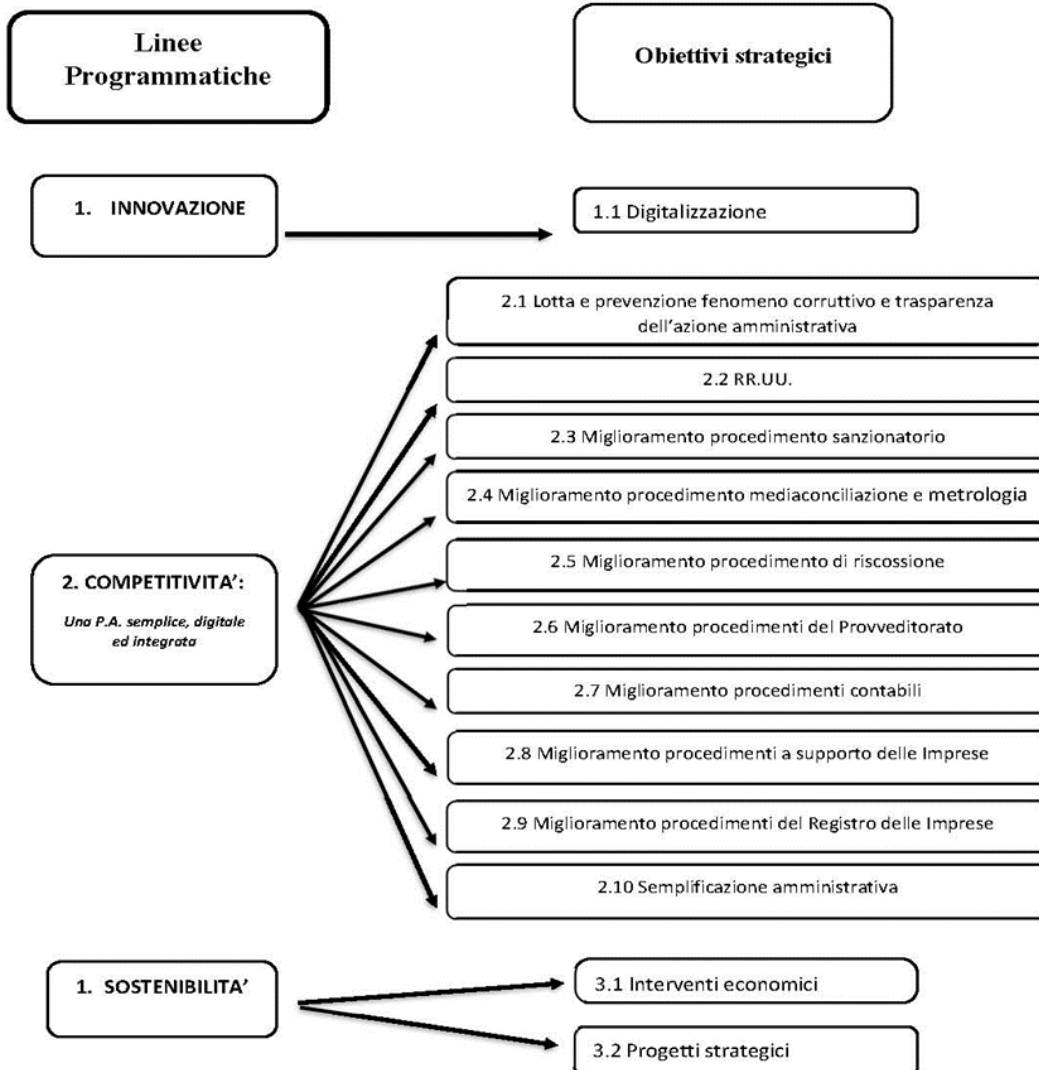 Linee
Programmatiche
Obiettivi strategici
1. INNOVAZIONE
1.1 Digitalizzazione
2.1 Lotta e prevenzione fenomeno corruttivo e trasparenza
dell'azione amministrativa
2.2 RR.UU.
2.3 Miglioramento procedimento sanzionatorio
2.4 Miglioramento procedimento mediaconciliazione e metrologia
2.5 Miglioramento procedimento di riscossione
2. COMPETITIVITA’:
Una P.A. semplice, digitale
ed integrata
2.6 Miglioramento procedimenti del Provveditorato
2.7 Miglioramento procedimenti contabili
2.8 Miglioramento procedimenti a supporto delle Imprese
2.9 Miglioramento procedimenti del Registro delle Imprese
2.10 Semplificazione amministrativa
1. SOSTENIBILITA’
3.1 Interventi economici
3.2 Progetti strategici